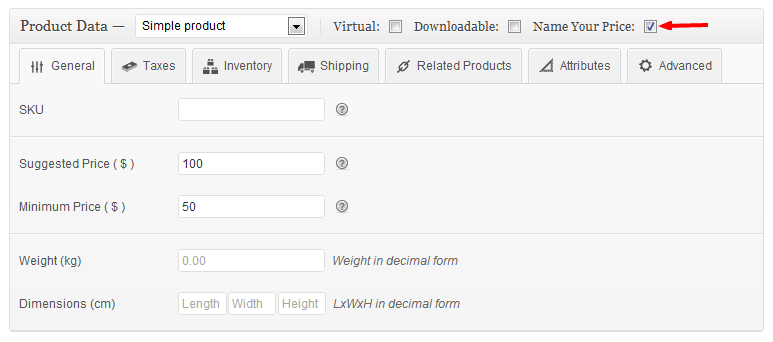 Product Data — Simple product Virtual: Downloadable: Name Your Price:
General Taxes Inventory Shipping Related Products Attributes Advanced
SKU ?
Suggested Price ( $ ) 100 ?
Minimum Price ( $ ) 50 ?
Weight (kg) 0.00 Weight in decimal form
Dimensions (cm) Length Width Height LxWxH in decimal form